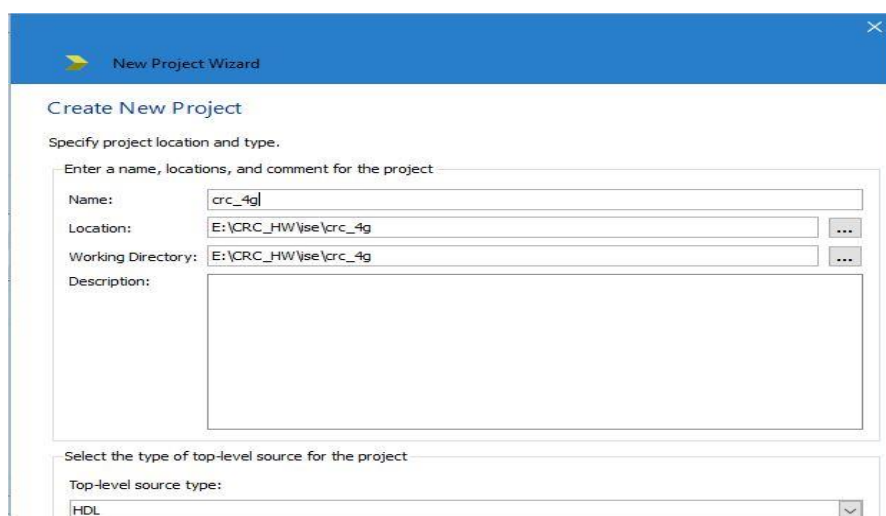 New Project Wizard
Create New Project
Specify project location and type.
Enter a name, locations, and comment for the project
Name: crc_4g
Location: E:\CRC_HW\ise\crc_4g ...
Working Directory: E:\CRC_HW\ise\crc_4g ...
Description:
Select the type of top-level source for the project
Top-level source type:
HDL